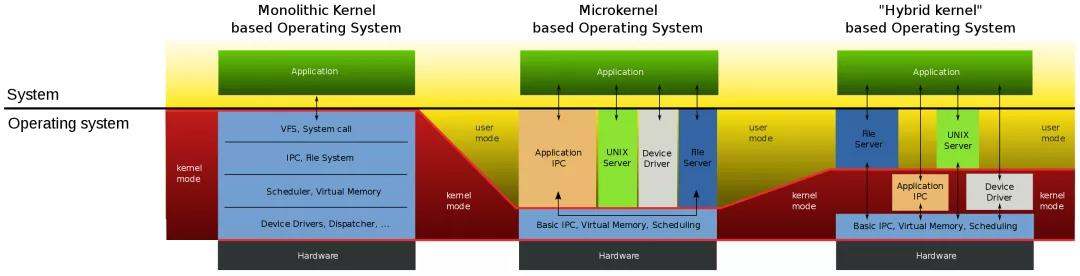 Monolithic Kernel
based Operating System
Microkernel
based Operating System
"Hybrid kernel"
based Operating System
Application
Application
Application
System
Operating system
kernel
mode
VFS, System call
IPC, File System
Scheduler, Virtual Memory
Device Drivers, Dispatcher, ...
Hardware
kernel
mode
user
mode
Application
IPC
UNIX
Server
Device
Driver
File
Server
Basic IPC, Virtual Memory, Scheduling
Hardware
user
mode
kernel
mode
File
Server
UNIX
Server
Application
IPC
Device
Driver
Basic IPC, Virtual Memory, Scheduling
Hardware
user
mode
kernel
mode